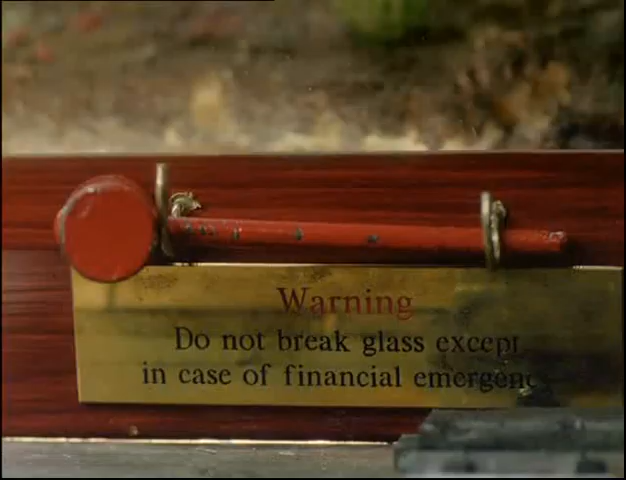 Warning
Do not break glass except
in case of financial emergenc